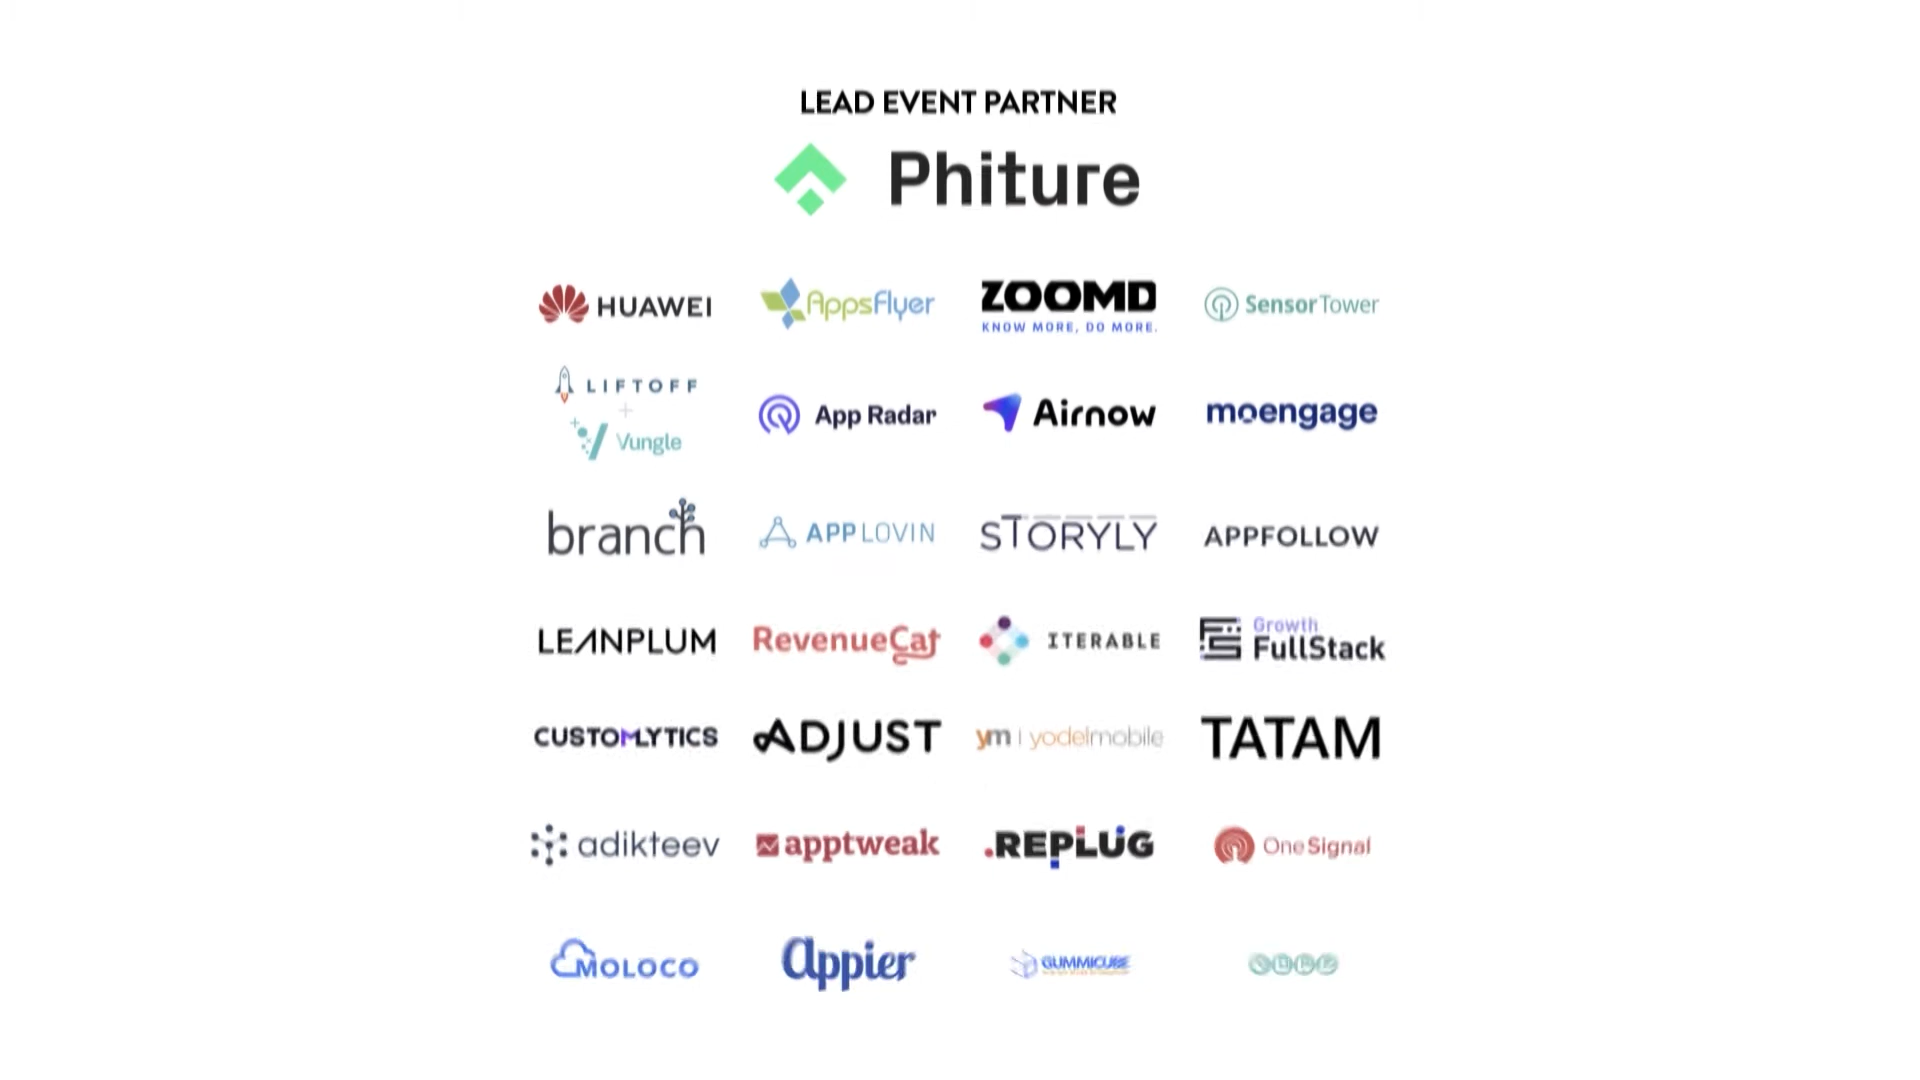 LEAD EVENT PARTNER
Phiture
HUAWEI
AppsFlyer
ZOOMD
KNOW MORE, DO MORE.
SensorTower
LIFTOFF
+
Vungle
App Radar
Airnow
moengage
branch
APPLOVIN
STORYLY
APPFOLLOW
LEANPLUM
RevenueCat
ITERABLE
Growth
FullStack
CUSTOMLYTICS
ADJUST
ym | yodelmobile
TATAM
adikteev
apptweak
.REPLUG
OneSignal
MOLOCO
appier
GUMMICUBE